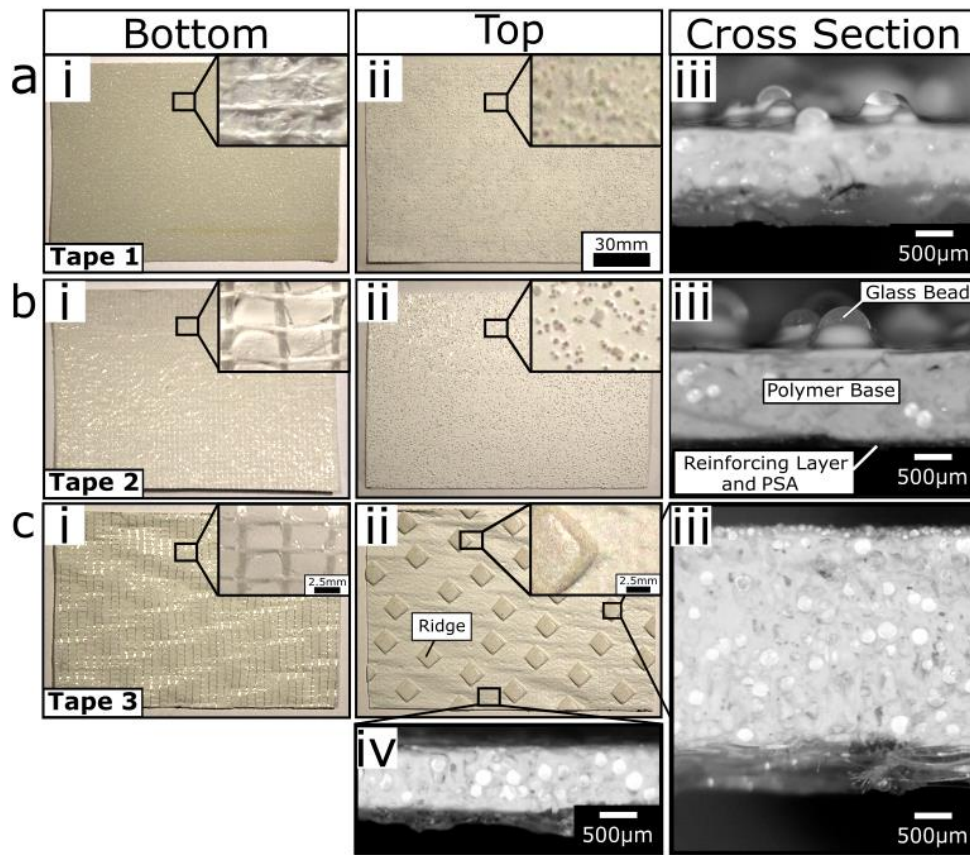 Bottom
Top
Cross Section
a
i
ii
iii
Tape 1
30mm
500µm
b
i
ii
iii
Glass Bead
Polymer Base
Reinforcing Layer
and PSA
Tape 2
500µm
c
i
ii
iii
2.5mm
2.5mm
Ridge
Tape 3
iv
500µm
500µm